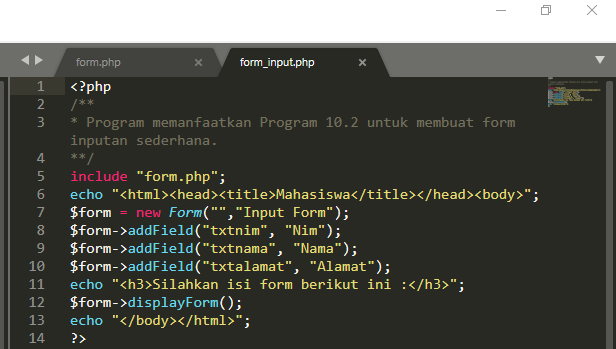 form.php × form_input.php ×
1 <?php
2 /**
3 * Program memanfaatkan Program 10.2 untuk membuat form
inputan sederhana.
4 **/
5 include "form.php";
6 echo "<html><head><title>Mahasiswa</title></head><body>";
7 $form = new Form("","Input Form");
8 $form->addField("txtnim", "Nim");
9 $form->addField("txtnama", "Nama");
10 $form->addField("txtalamat", "Alamat");
11 echo "<h3>Silahkan isi form berikut ini :</h3>";
12 $form->displayForm();
13 echo "</body></html>";
14 ?>